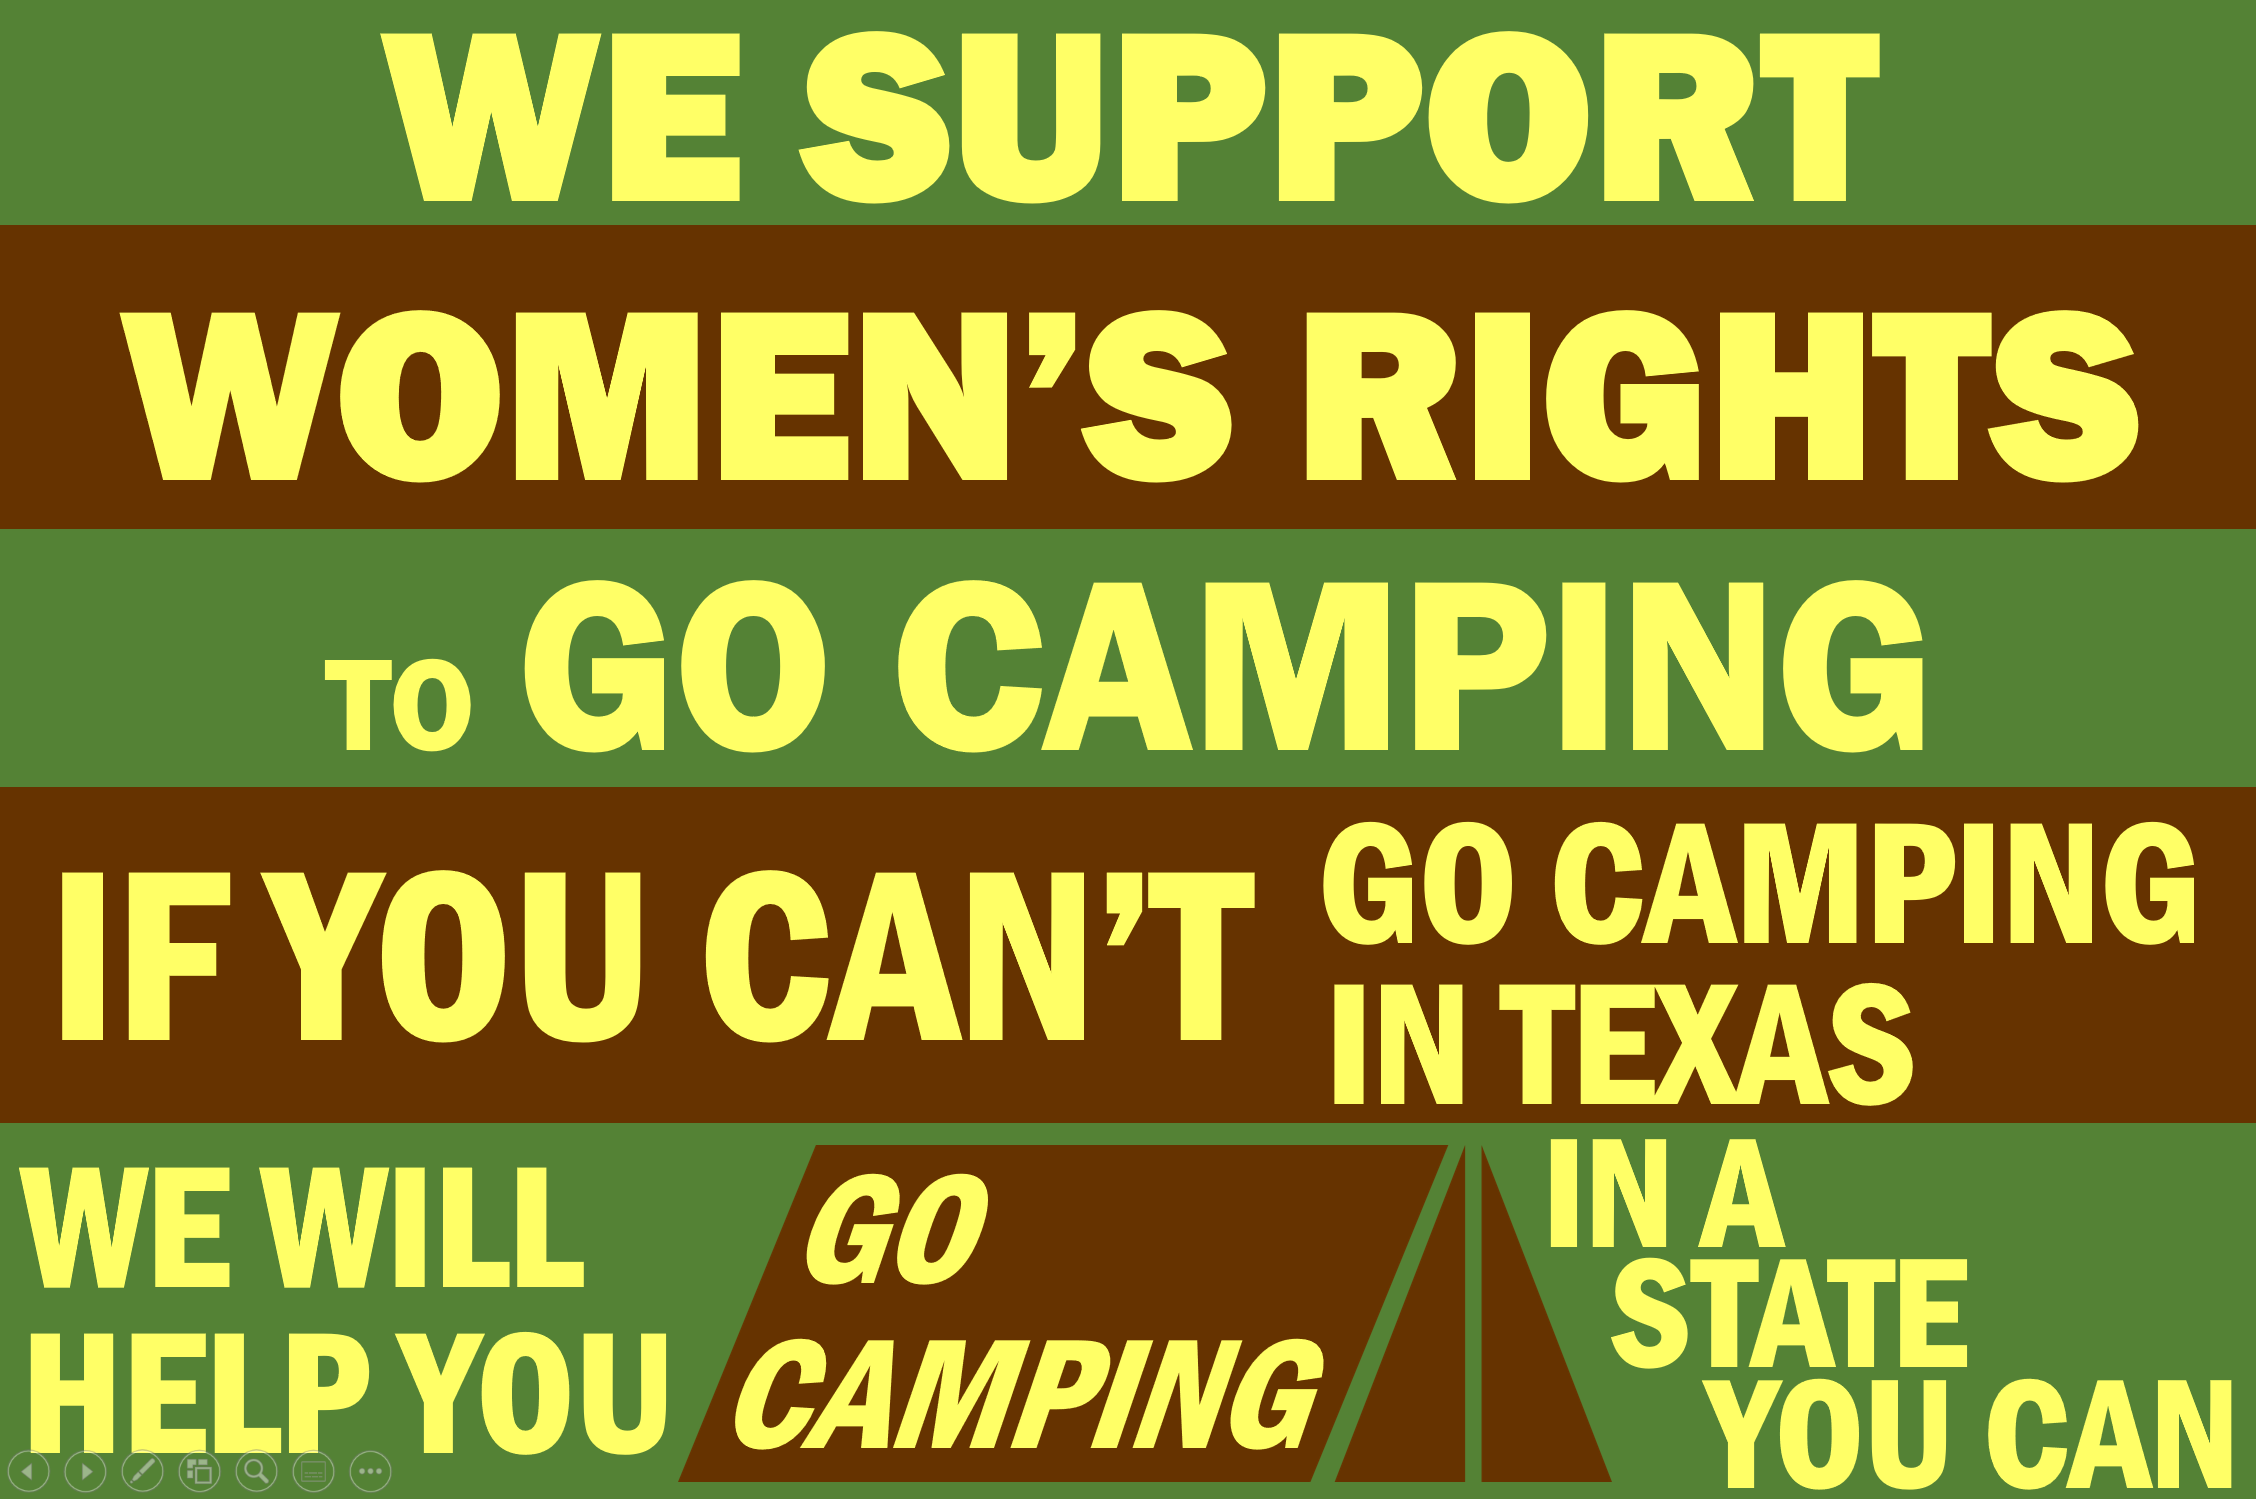 WE SUPPORT
WOMEN’S RIGHTS
TO GO CAMPING
IF YOU CAN’T
GO CAMPING
IN TEXAS
WE WILL
HELP YOU
GO
CAMPING
IN A
STATE
YOU CAN